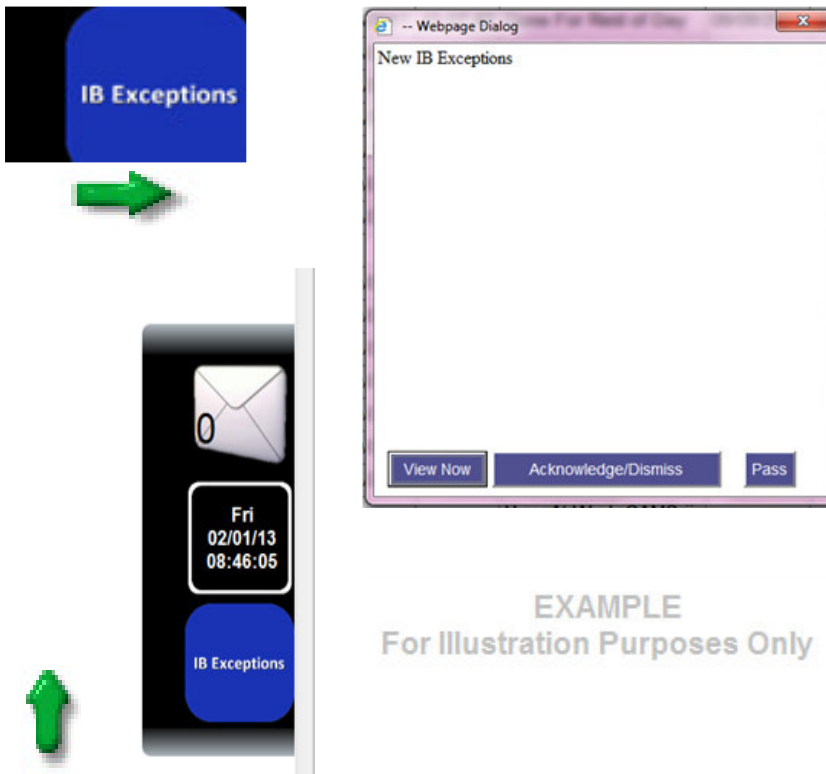 IB Exceptions
-- Webpage Dialog
New IB Exceptions
View Now
Acknowledge/Dismiss
Pass
0
Fri
02/01/13
08:46:05
IB Exceptions
EXAMPLE
For Illustration Purposes Only